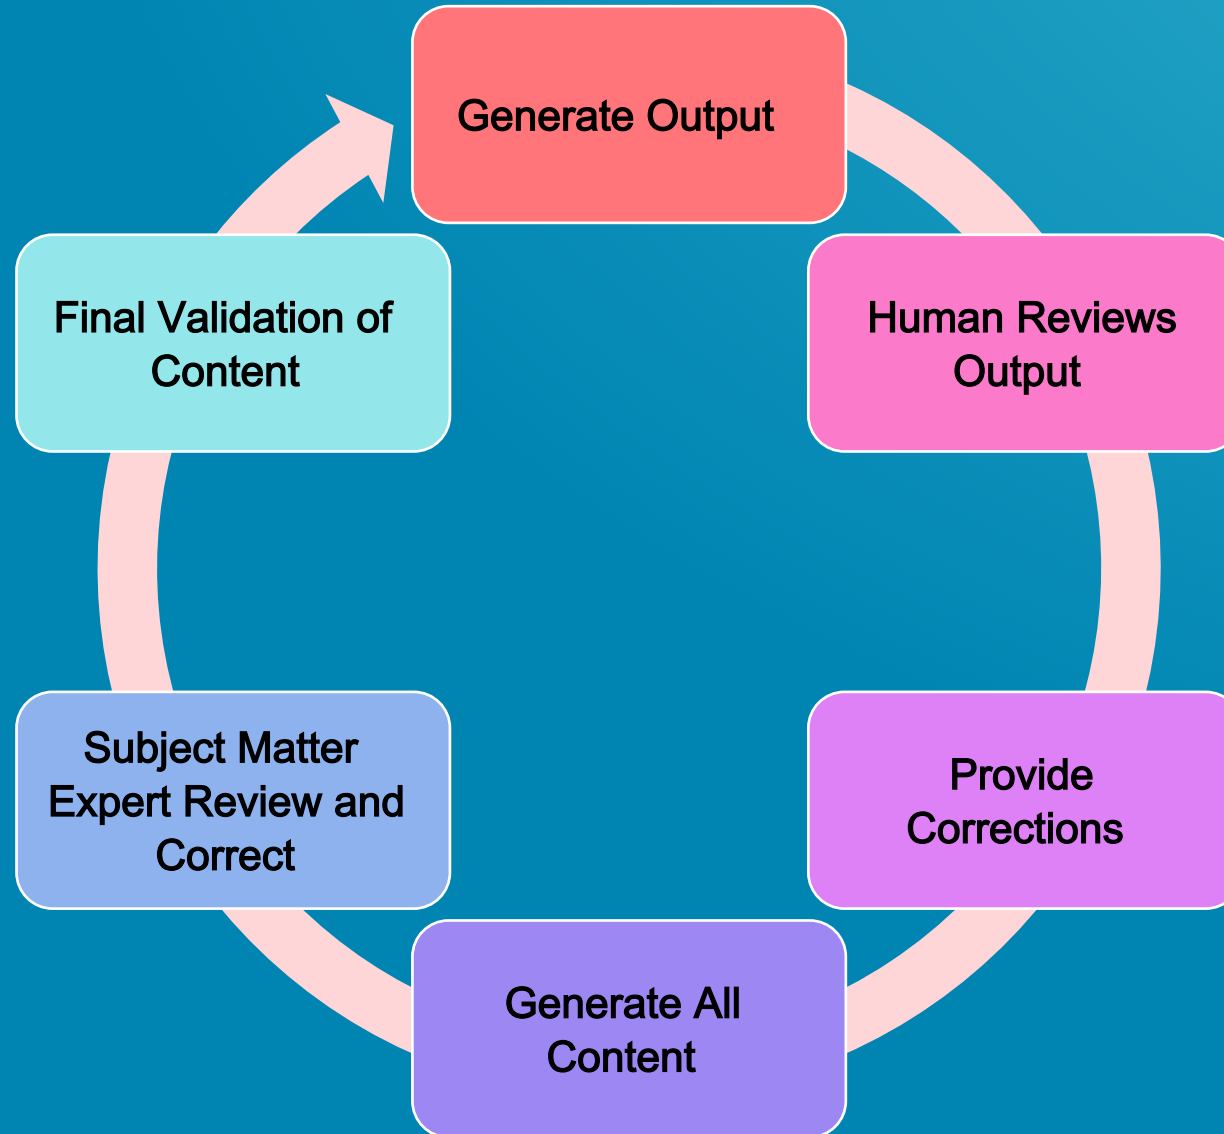 Generate Output
Human Reviews
Output
Provide
Corrections
Generate All
Content
Subject Matter
Expert Review and
Correct
Final Validation of
Content